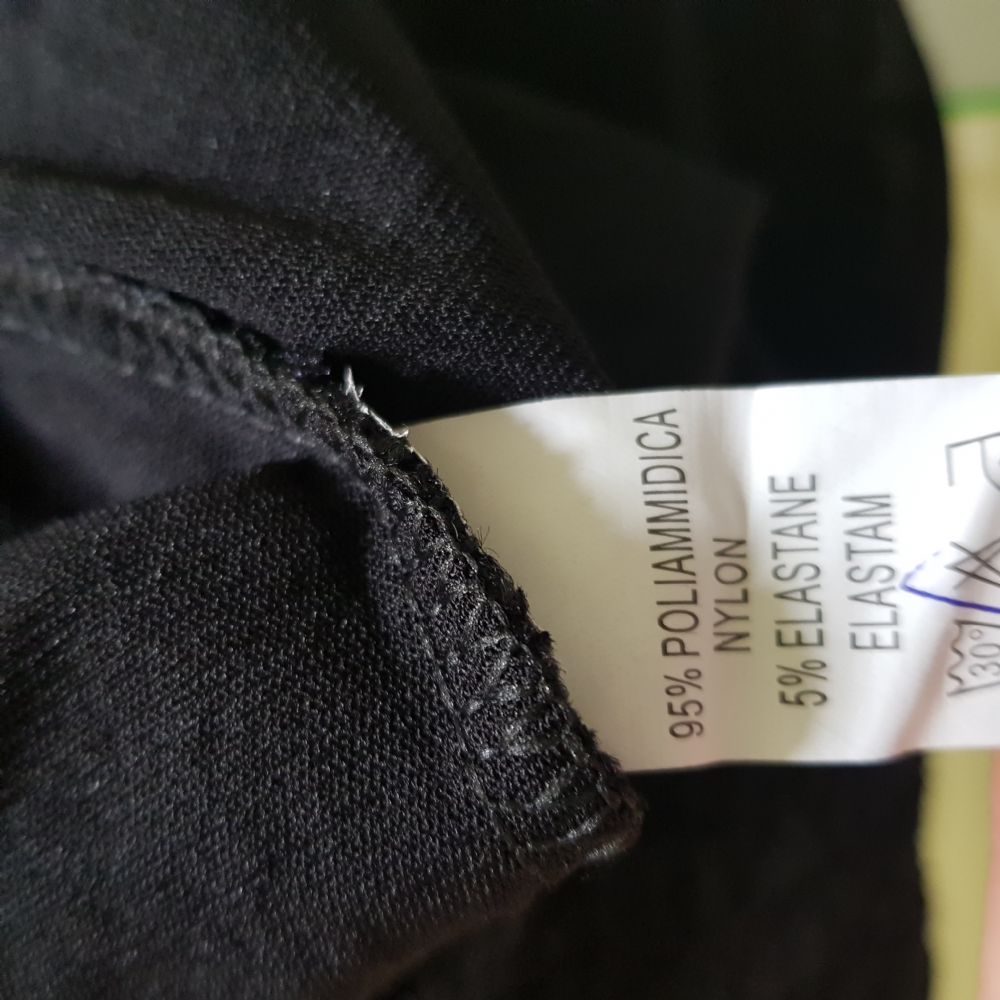 95% POLIAMMIDICA
NYLON
5% ELASTANE
ELASTAM
30°